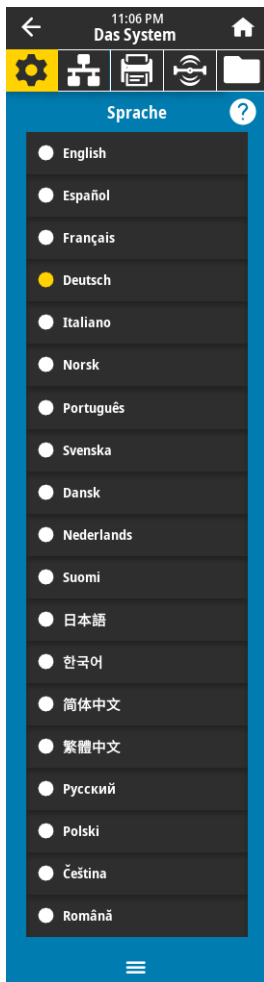 11:06 PM
Das System
Sprache
?
English
Español
Français
Deutsch
Italiano
Norsk
Português
Svenska
Dansk
Nederlands
Suomi
日本語
한국어
简体中文
繁體中文
Русский
Polski
Čeština
Română